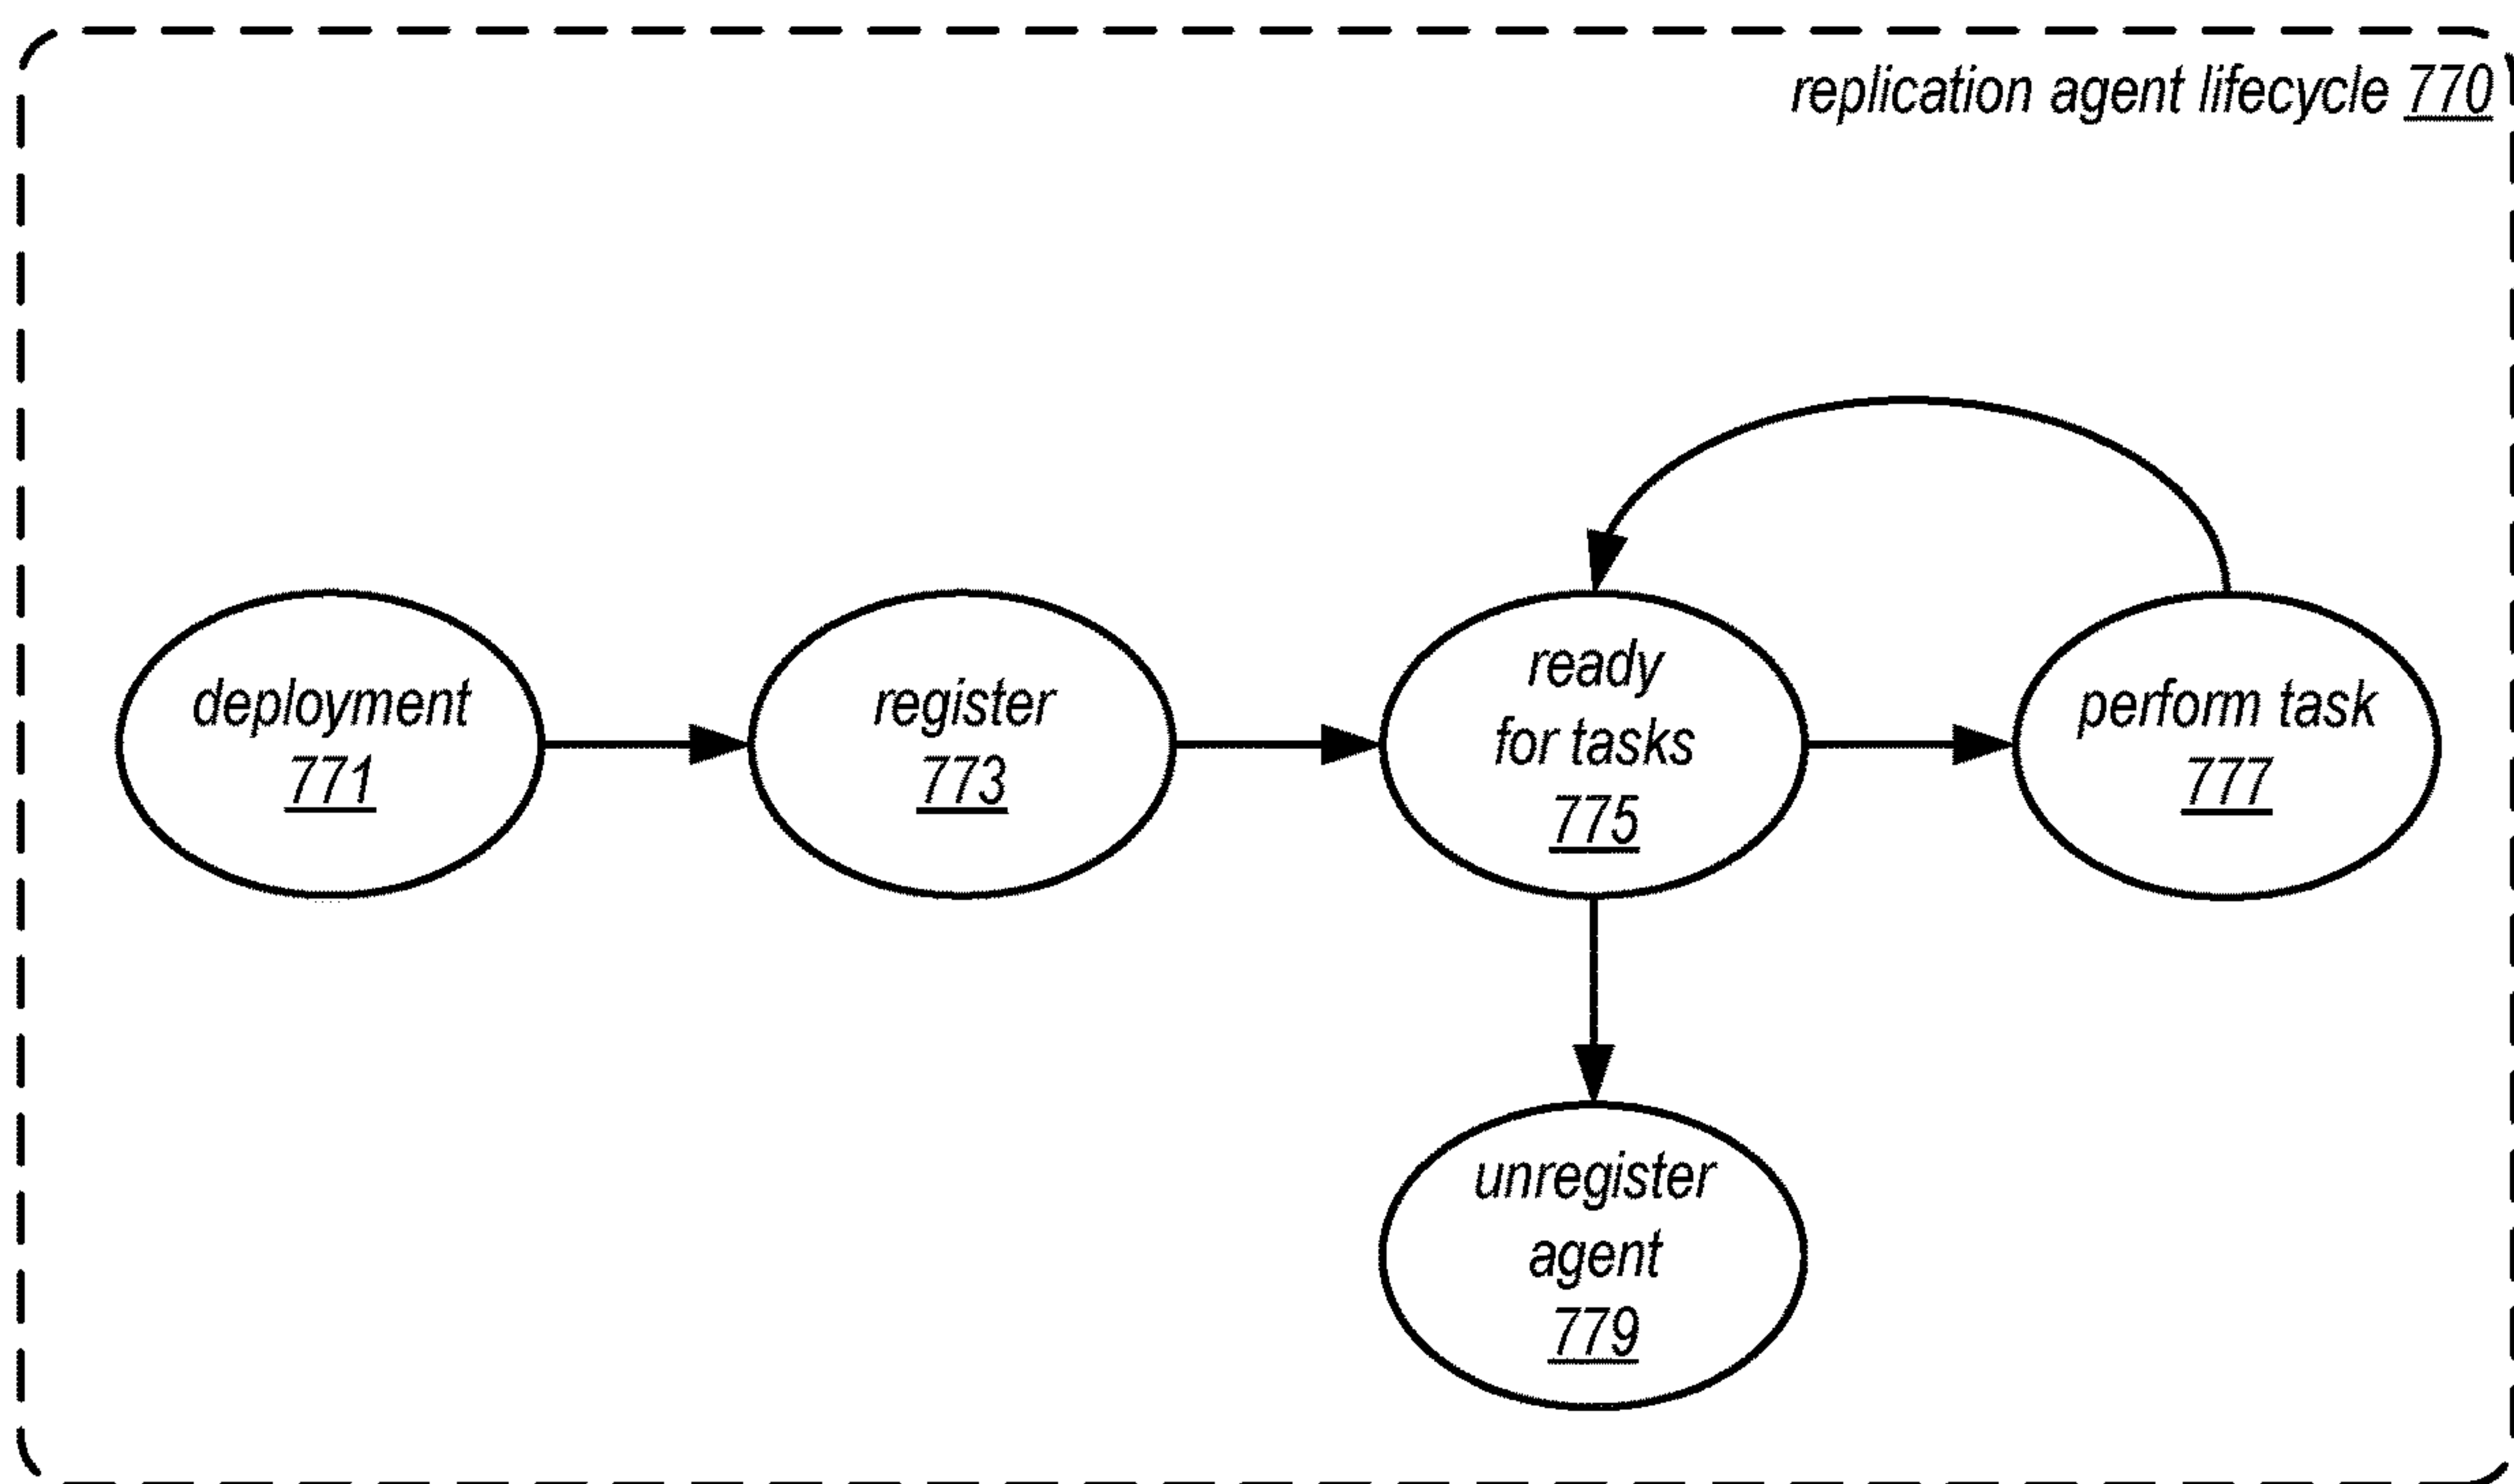 replication agent lifecycle 770
deployment
771
register
773
ready
for tasks
775
perform task
777
unregister
agent
779